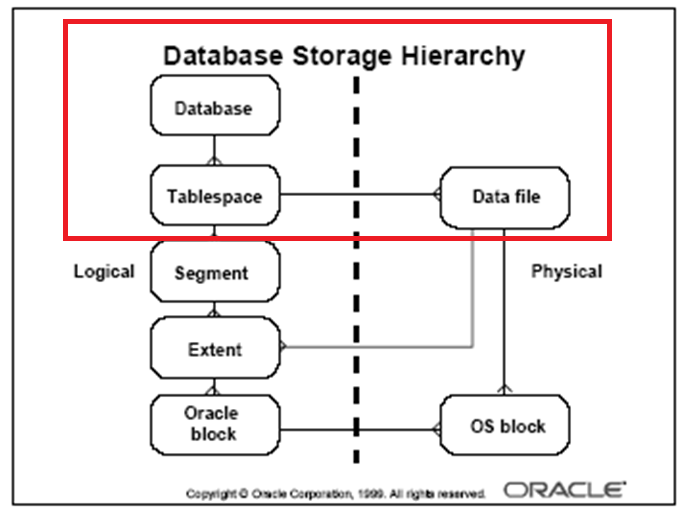 Database Storage Hierarchy
Database
Tablespace
Data file
Logical
Segment
Physical
Extent
Oracle
block
OS block
Copyright © Oracle Corporation, 1999. All rights reserved.
ORACLE®